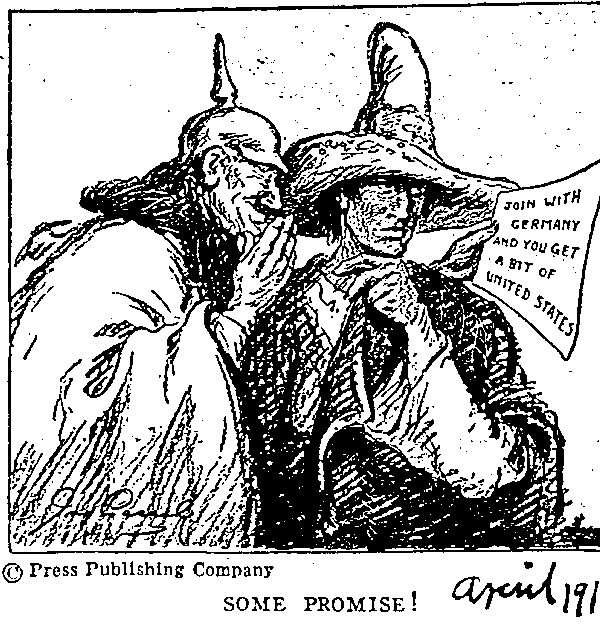 JOIN WITH
GERMANY
AND YOU GET
A BIT OF
UNITED STATES
© Press Publishing Company
SOME PROMISE!
April 191